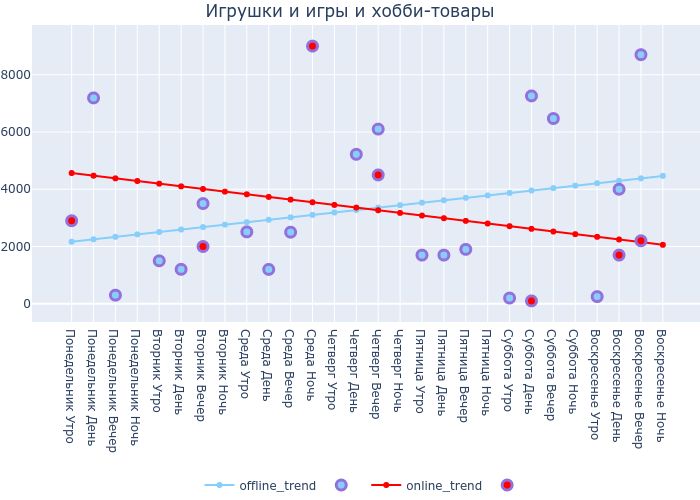 Игрушки и игры и хобби-товары
8000
6000
4000
2000
0
Понедельник Утро
Понедельник День
Понедельник Вечер
Понедельник Ночь
Вторник Утро
Вторник День
Вторник Вечер
Вторник Ночь
Среда Утро
Среда День
Среда Вечер
Среда Ночь
Четверг Утро
Четверг День
Четверг Вечер
Четверг Ночь
Пятница Утро
Пятница День
Пятница Вечер
Пятница Ночь
Суббота Утро
Суббота День
Суббота Вечер
Суббота Ночь
Воскресенье Утро
Воскресенье День
Воскресенье Вечер
Воскресенье Ночь
offline_trend
online_trend